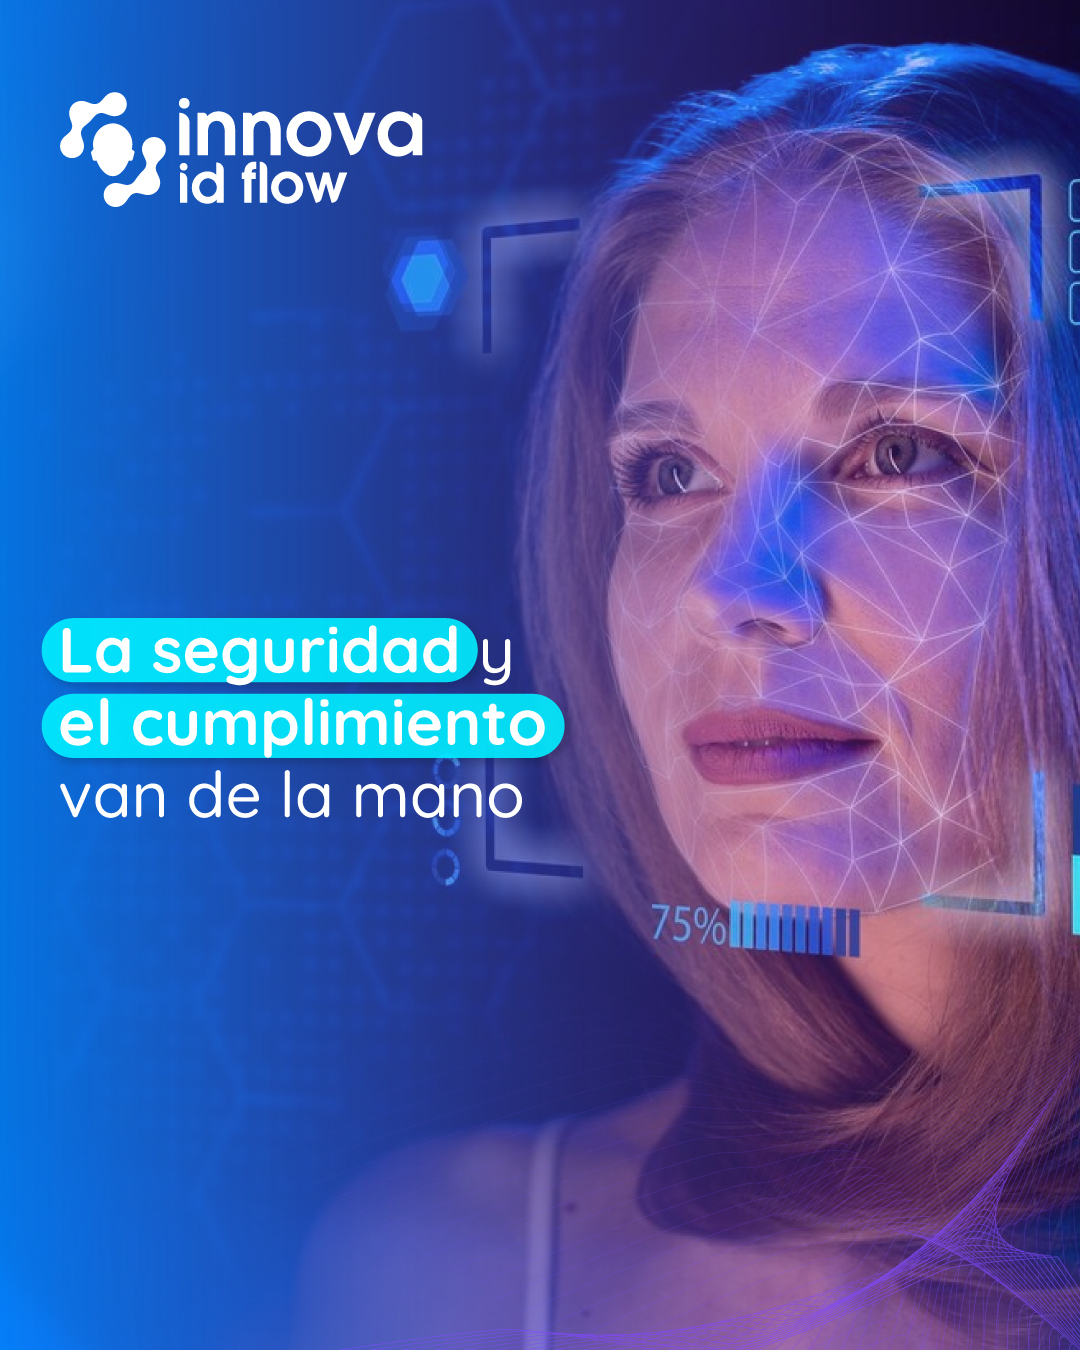 innova
id flow
La seguridad y
el cumplimiento
van de la mano
75%